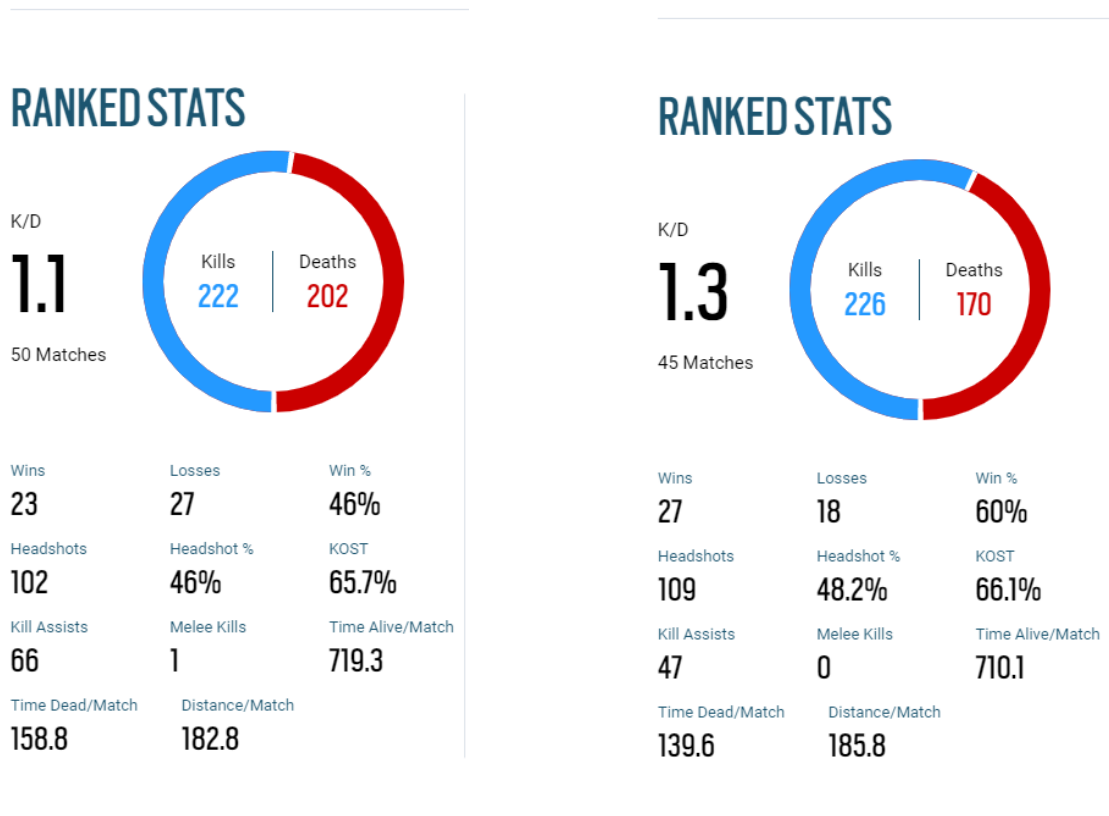 RANKED STATS
K/D
1.1
50 Matches
Kills Deaths
222 202
Wins Losses Win %
23 27 46%
Headshots Headshot % KOST
102 46% 65.7%
Kill Assists Melee Kills Time Alive/Match
66 1 719.3
Time Dead/Match Distance/Match
158.8 182.8
RANKED STATS
K/D
1.3
45 Matches
Kills Deaths
226 170
Wins Losses Win %
27 18 60%
Headshots Headshot % KOST
109 48.2% 66.1%
Kill Assists Melee Kills Time Alive/Match
47 0 710.1
Time Dead/Match Distance/Match
139.6 185.8